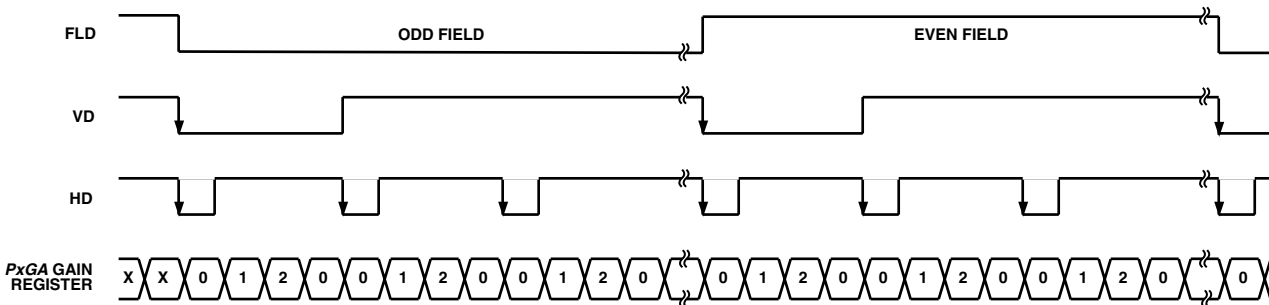 FLD
ODD FIELD
EVEN FIELD
VD
HD
PxGA GAIN
REGISTER
X X 0 1 2 0 0 1 2 0 0 1 2 0 0 1 2 0 0 1 2 0 0 1 2 0 0